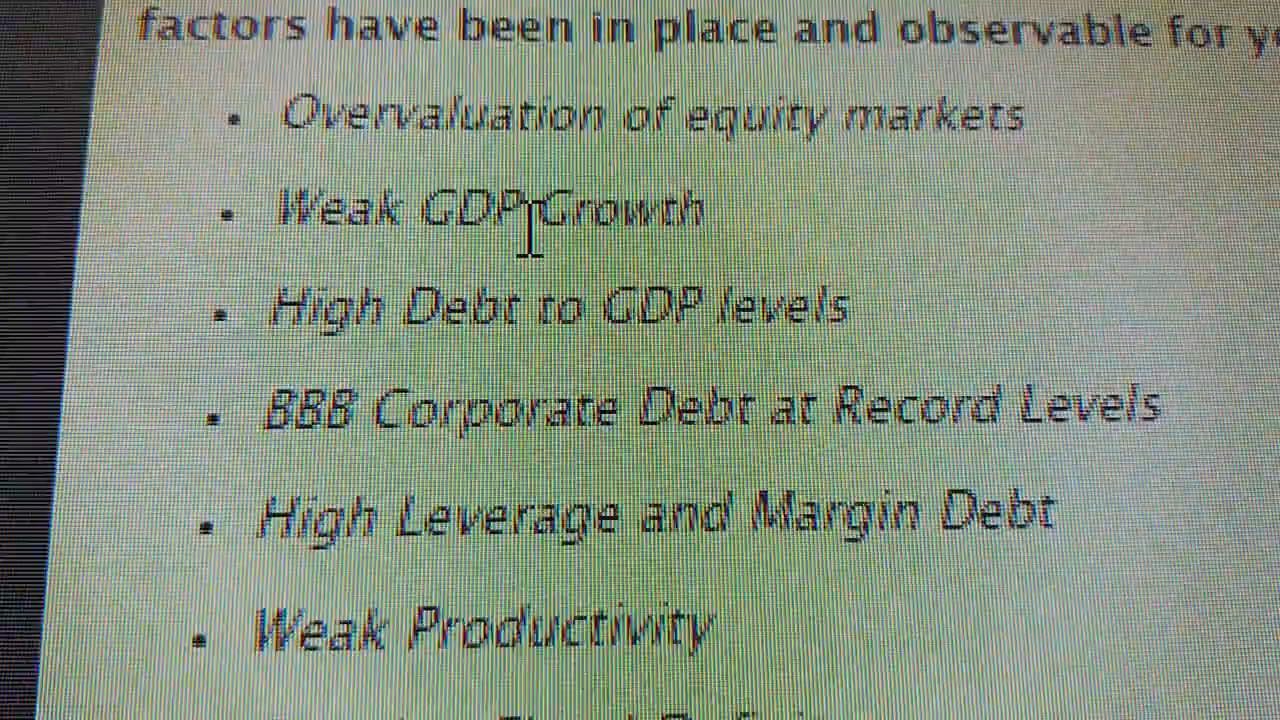 factors have been in place and observable for
• Overvaluation of equity markets
• Weak GDP Growth
• High Debt to GDP levels
• BBB Corporate Debt at Record Levels
• High Leverage and Margin Debt
• Weak Productivity